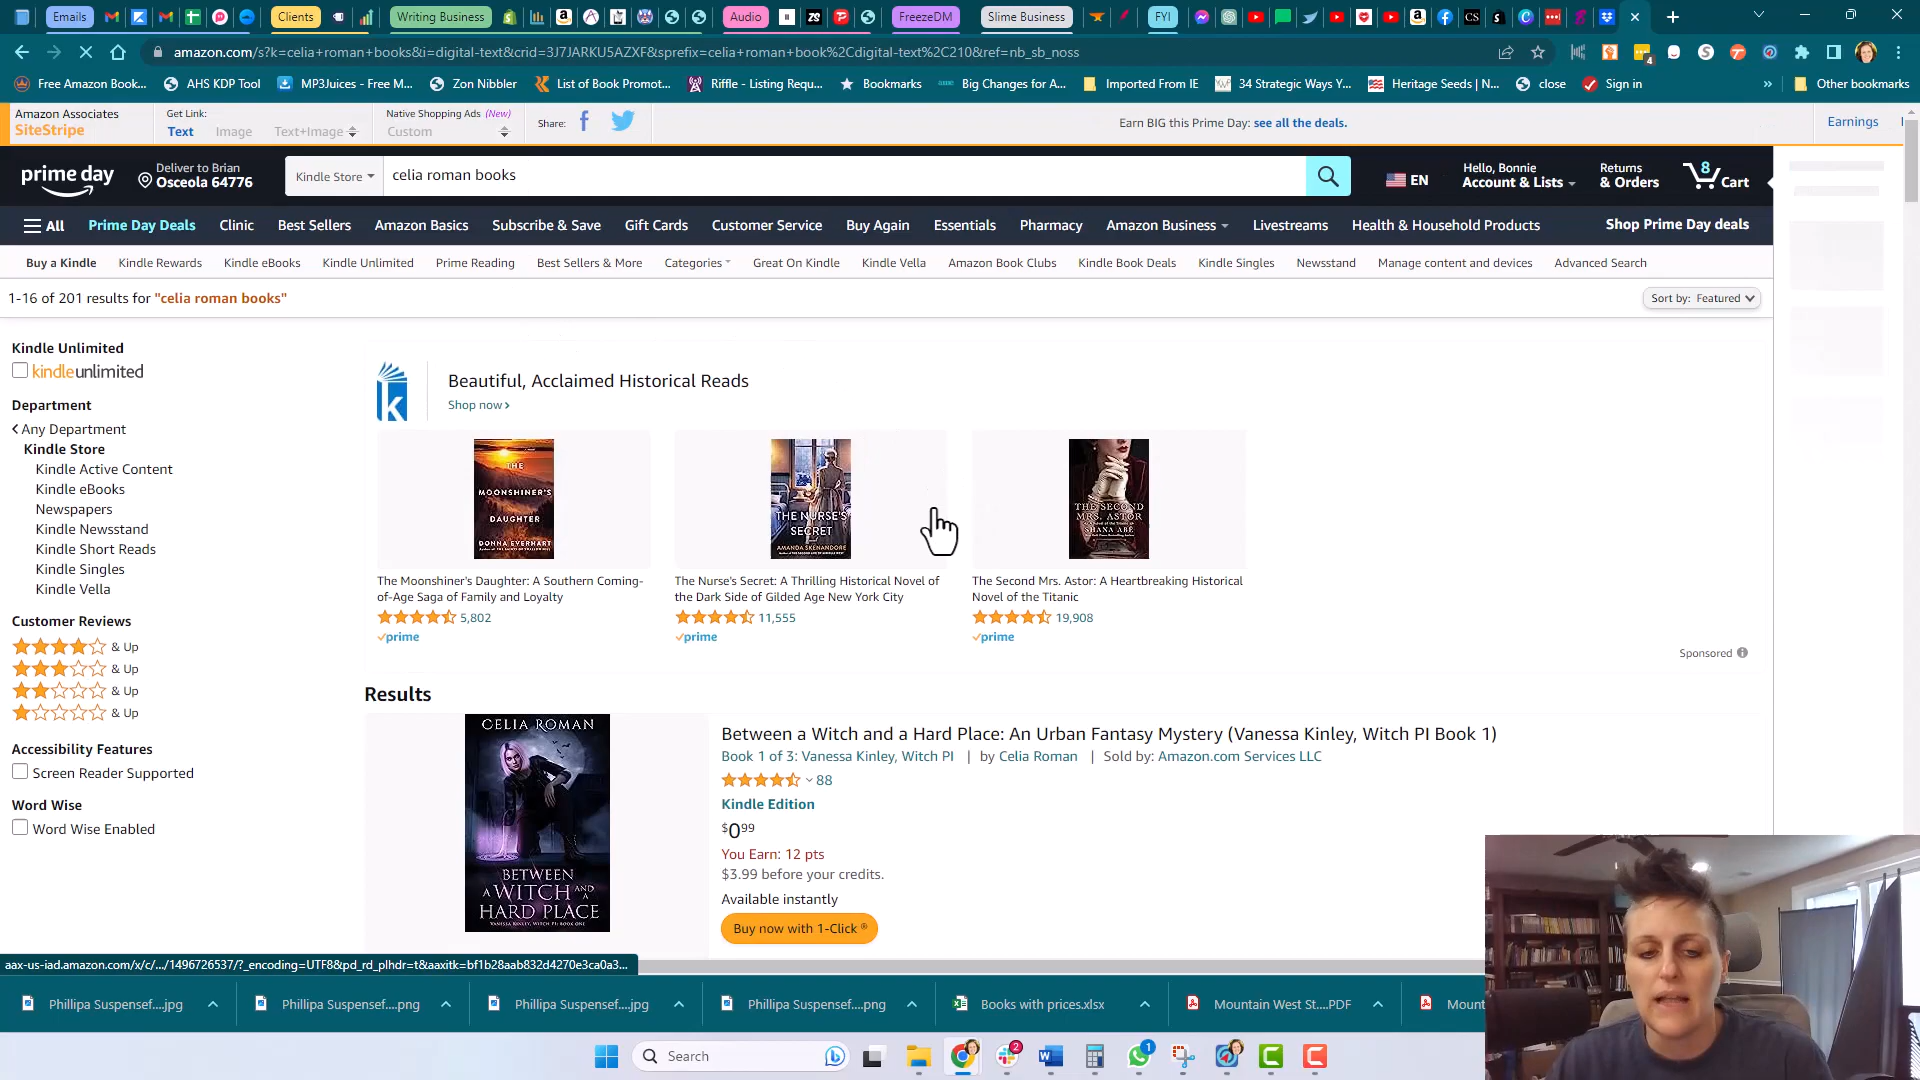 Emails
Clients
Writing Business
Audio
FreezeDM
Slime Business
FYI
amazon.com/s?k=celia+roman+books&i=digital-text&crid=3J7JARKU5AZXF&sprefix=celia+roman+book%2Cdigital-text%2C210&ref=nb_sb_noss
Free Amazon Book...
AHS KDP Tool
MP3Juices - Free M...
Zon Nibbler
List of Book Promot...
Riffle - Listing Requ...
Bookmarks
Big Changes for A...
Imported From IE
34 Strategic Ways Y...
Heritage Seeds | N...
close
Sign in
»
Other bookmarks
Amazon Associates
SiteStripe
Get Link:
Text Image Text+Image
Native Shopping Ads (New)
Custom
Share:
Earn BIG this Prime Day: see all the deals.
Earnings
prime day
Deliver to Brian
Osceola 64776
Kindle Store
celia roman books
EN
Hello, Bonnie
Account & Lists
Returns
& Orders
8
Cart
All
Prime Day Deals
Clinic
Best Sellers
Amazon Basics
Subscribe & Save
Gift Cards
Customer Service
Buy Again
Essentials
Pharmacy
Amazon Business
Livestreams
Health & Household Products
Shop Prime Day deals
Buy a Kindle
Kindle Rewards
Kindle eBooks
Kindle Unlimited
Prime Reading
Best Sellers & More
Categories
Great On Kindle
Kindle Vella
Amazon Book Clubs
Kindle Book Deals
Kindle Singles
Newsstand
Manage content and devices
Advanced Search
1-16 of 201 results for "celia roman books"
Sort by: Featured
Kindle Unlimited
kindleunlimited
Department
Any Department
Kindle Store
Kindle Active Content
Kindle eBooks
Newspapers
Kindle Newsstand
Kindle Short Reads
Kindle Singles
Kindle Vella
Customer Reviews
& Up
& Up
& Up
& Up
Accessibility Features
Screen Reader Supported
Word Wise
Word Wise Enabled
k
Beautiful, Acclaimed Historical Reads
Shop now
THE
MOONSHINER'S
DAUGHTER
DONNA EVERHART
The Moonshiner's Daughter: A Southern Coming-
of-Age Saga of Family and Loyalty
5,802
prime
THE NURSE'S
SECRET
AMANDA SKENANDORE
The Nurse's Secret: A Thrilling Historical Novel of
the Dark Side of Gilded Age New York City
11,555
prime
THE SECOND
MRS. ASTOR
SHANA ABÉ
The Second Mrs. Astor: A Heartbreaking Historical
Novel of the Titanic
19,908
prime
Sponsored
Results
CELIA ROMAN
BETWEEN
A WITCH AND A
HARD PLACE
VANESSA KINLEY, WITCH PI: BOOK ONE
Between a Witch and a Hard Place: An Urban Fantasy Mystery (Vanessa Kinley, Witch PI Book 1)
Book 1 of 3: Vanessa Kinley, Witch PI | by Celia Roman | Sold by: Amazon.com Services LLC
88
Kindle Edition
$0 99
You Earn: 12 pts
$3.99 before your credits.
Available instantly
Buy now with 1-Click ®
aax-us-iad.amazon.com/x/c/.../1496726537/?_encoding=UTF8&pd_rd_plhdr=t&aaxitk=bf1b28aab832d4270e3ca0a3...
Phillipa Suspensef....jpg
Phillipa Suspensef....png
Phillipa Suspensef....jpg
Phillipa Suspensef....png
Books with prices.xlsx
Mountain West St....PDF
Mount
Search
2
1